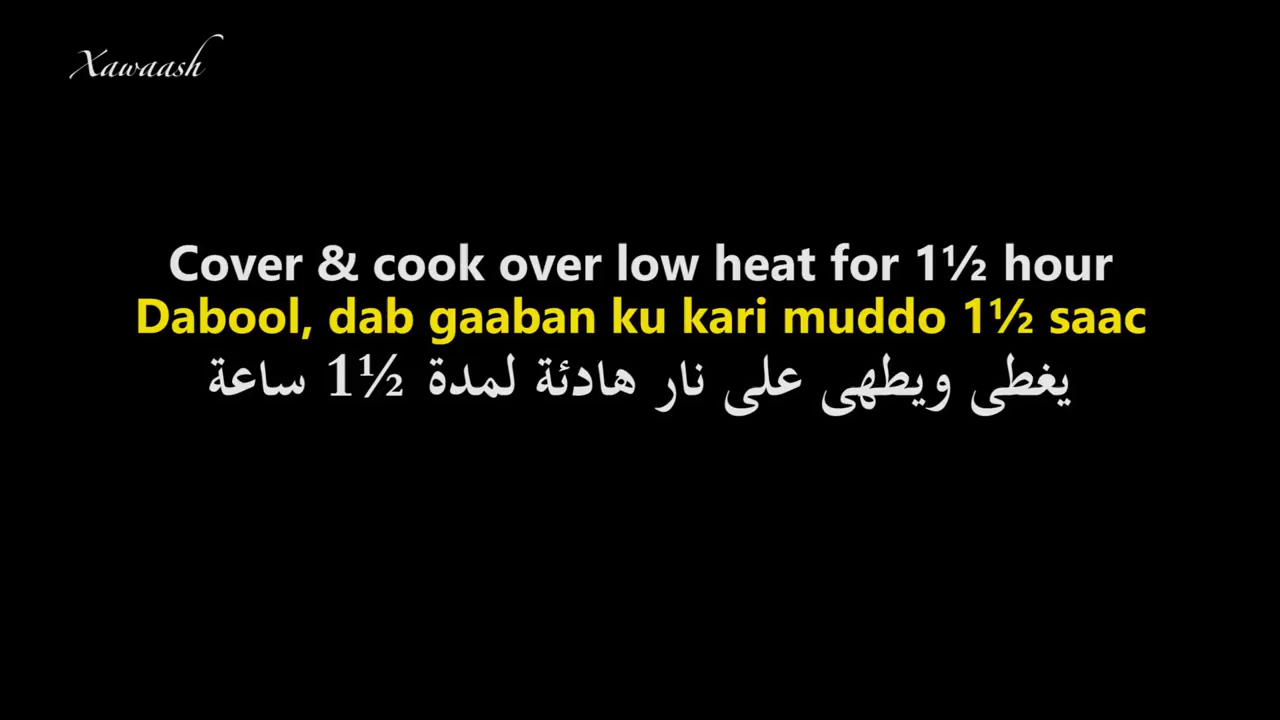 Xawaash
Cover & cook over low heat for 1½ hour
Dabool, dab gaaban ku kari muddo 1½ saac
يغطى ويطهى على نار هادئة لمدة 1½ ساعة